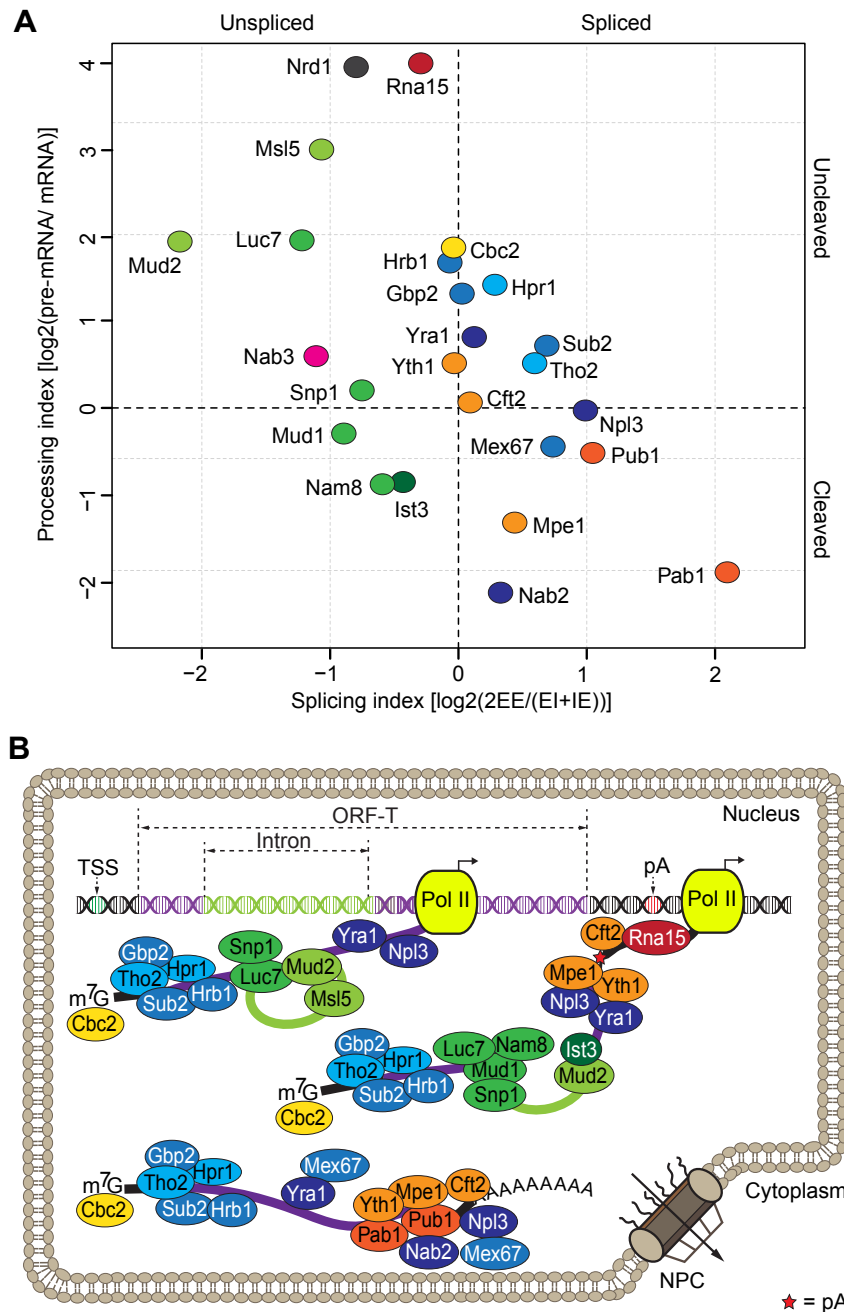 A
Unspliced Spliced
Processing index [log2(pre-mRNA/ mRNA)]
4
3
2
1
0
−1
−2
Nrd1
Rna15
Msl5
Mud2
Luc7
Cbc2
Hrb1
Gbp2
Hpr1
Yra1
Sub2
Nab3
Yth1
Tho2
Snp1
Cft2
Npl3
Mud1
Mex67
Pub1
Nam8
Ist3
Mpe1
Pab1
Nab2
Uncleaved
Cleaved
−2 −1 0 1 2
Splicing index [log2(2EE/(EI+IE))]
B
Nucleus
ORF-T
Intron
TSS
pA
Pol II
Pol II
Gbp2
Tho2
Hpr1
Sub2
Hrb1
m7G
Cbc2
Snp1
Luc7
Mud2
Msl5
Yra1
Npl3
Cft2
Rna15
Mpe1
Yth1
Npl3
Yra1
Gbp2
Tho2
Hpr1
Sub2
Hrb1
m7G
Cbc2
Luc7
Nam8
Mud1
Snp1
Ist3
Mud2
Gbp2
Tho2
Hpr1
Sub2
Hrb1
m7G
Cbc2
Mex67
Yra1
Yth1
Mpe1
Cft2
Pab1
Pub1
Npl3
Nab2
Mex67
AAAAAAAAA
Cytoplasm
NPC
= pA